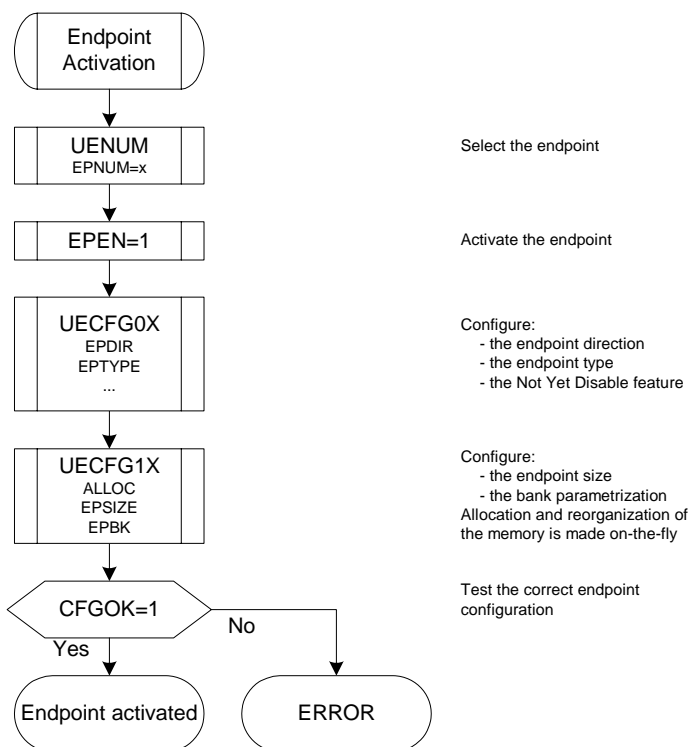 Endpoint
Activation
UENUM
EPNUM=x
Select the endpoint
EPEN=1
Activate the endpoint
UECFG0X
EPDIR
EPTYPE
...
Configure:
- the endpoint direction
- the endpoint type
- the Not Yet Disable feature
UECFG1X
ALLOC
EPSIZE
EPBK
Configure:
- the endpoint size
- the bank parametrization
Allocation and reorganization of
the memory is made on-the-fly
CFGOK=1
Test the correct endpoint
configuration
No
Yes
Endpoint activated
ERROR